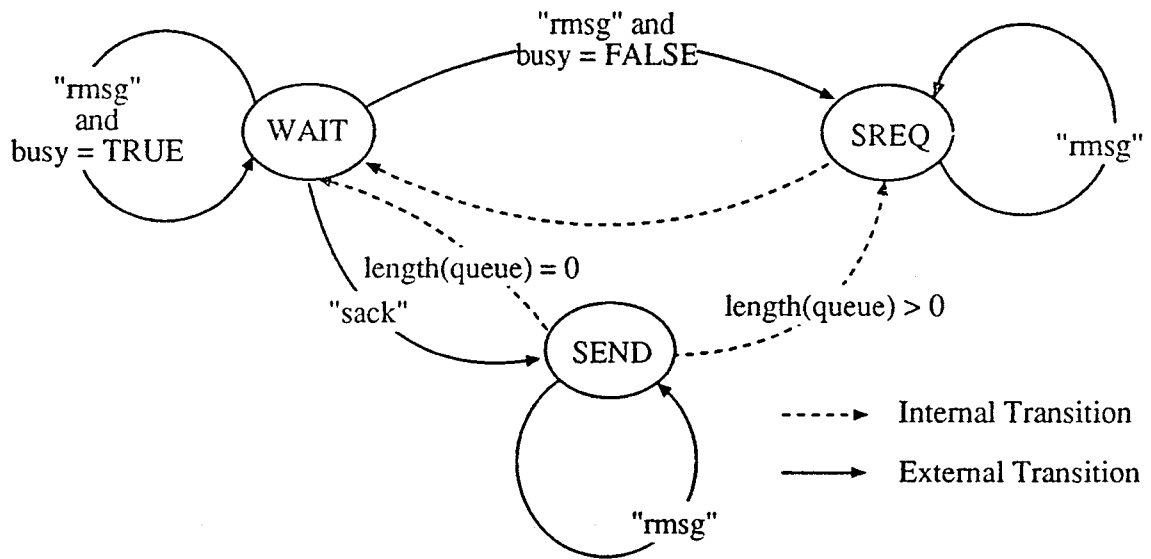 "rmsg" and
busy = FALSE
"rmsg"
and
busy = TRUE
WAIT
SREQ
"rmsg"
length(queue) = 0
"sack"
length(queue) > 0
SEND
Internal Transition
External Transition
"rmsg"